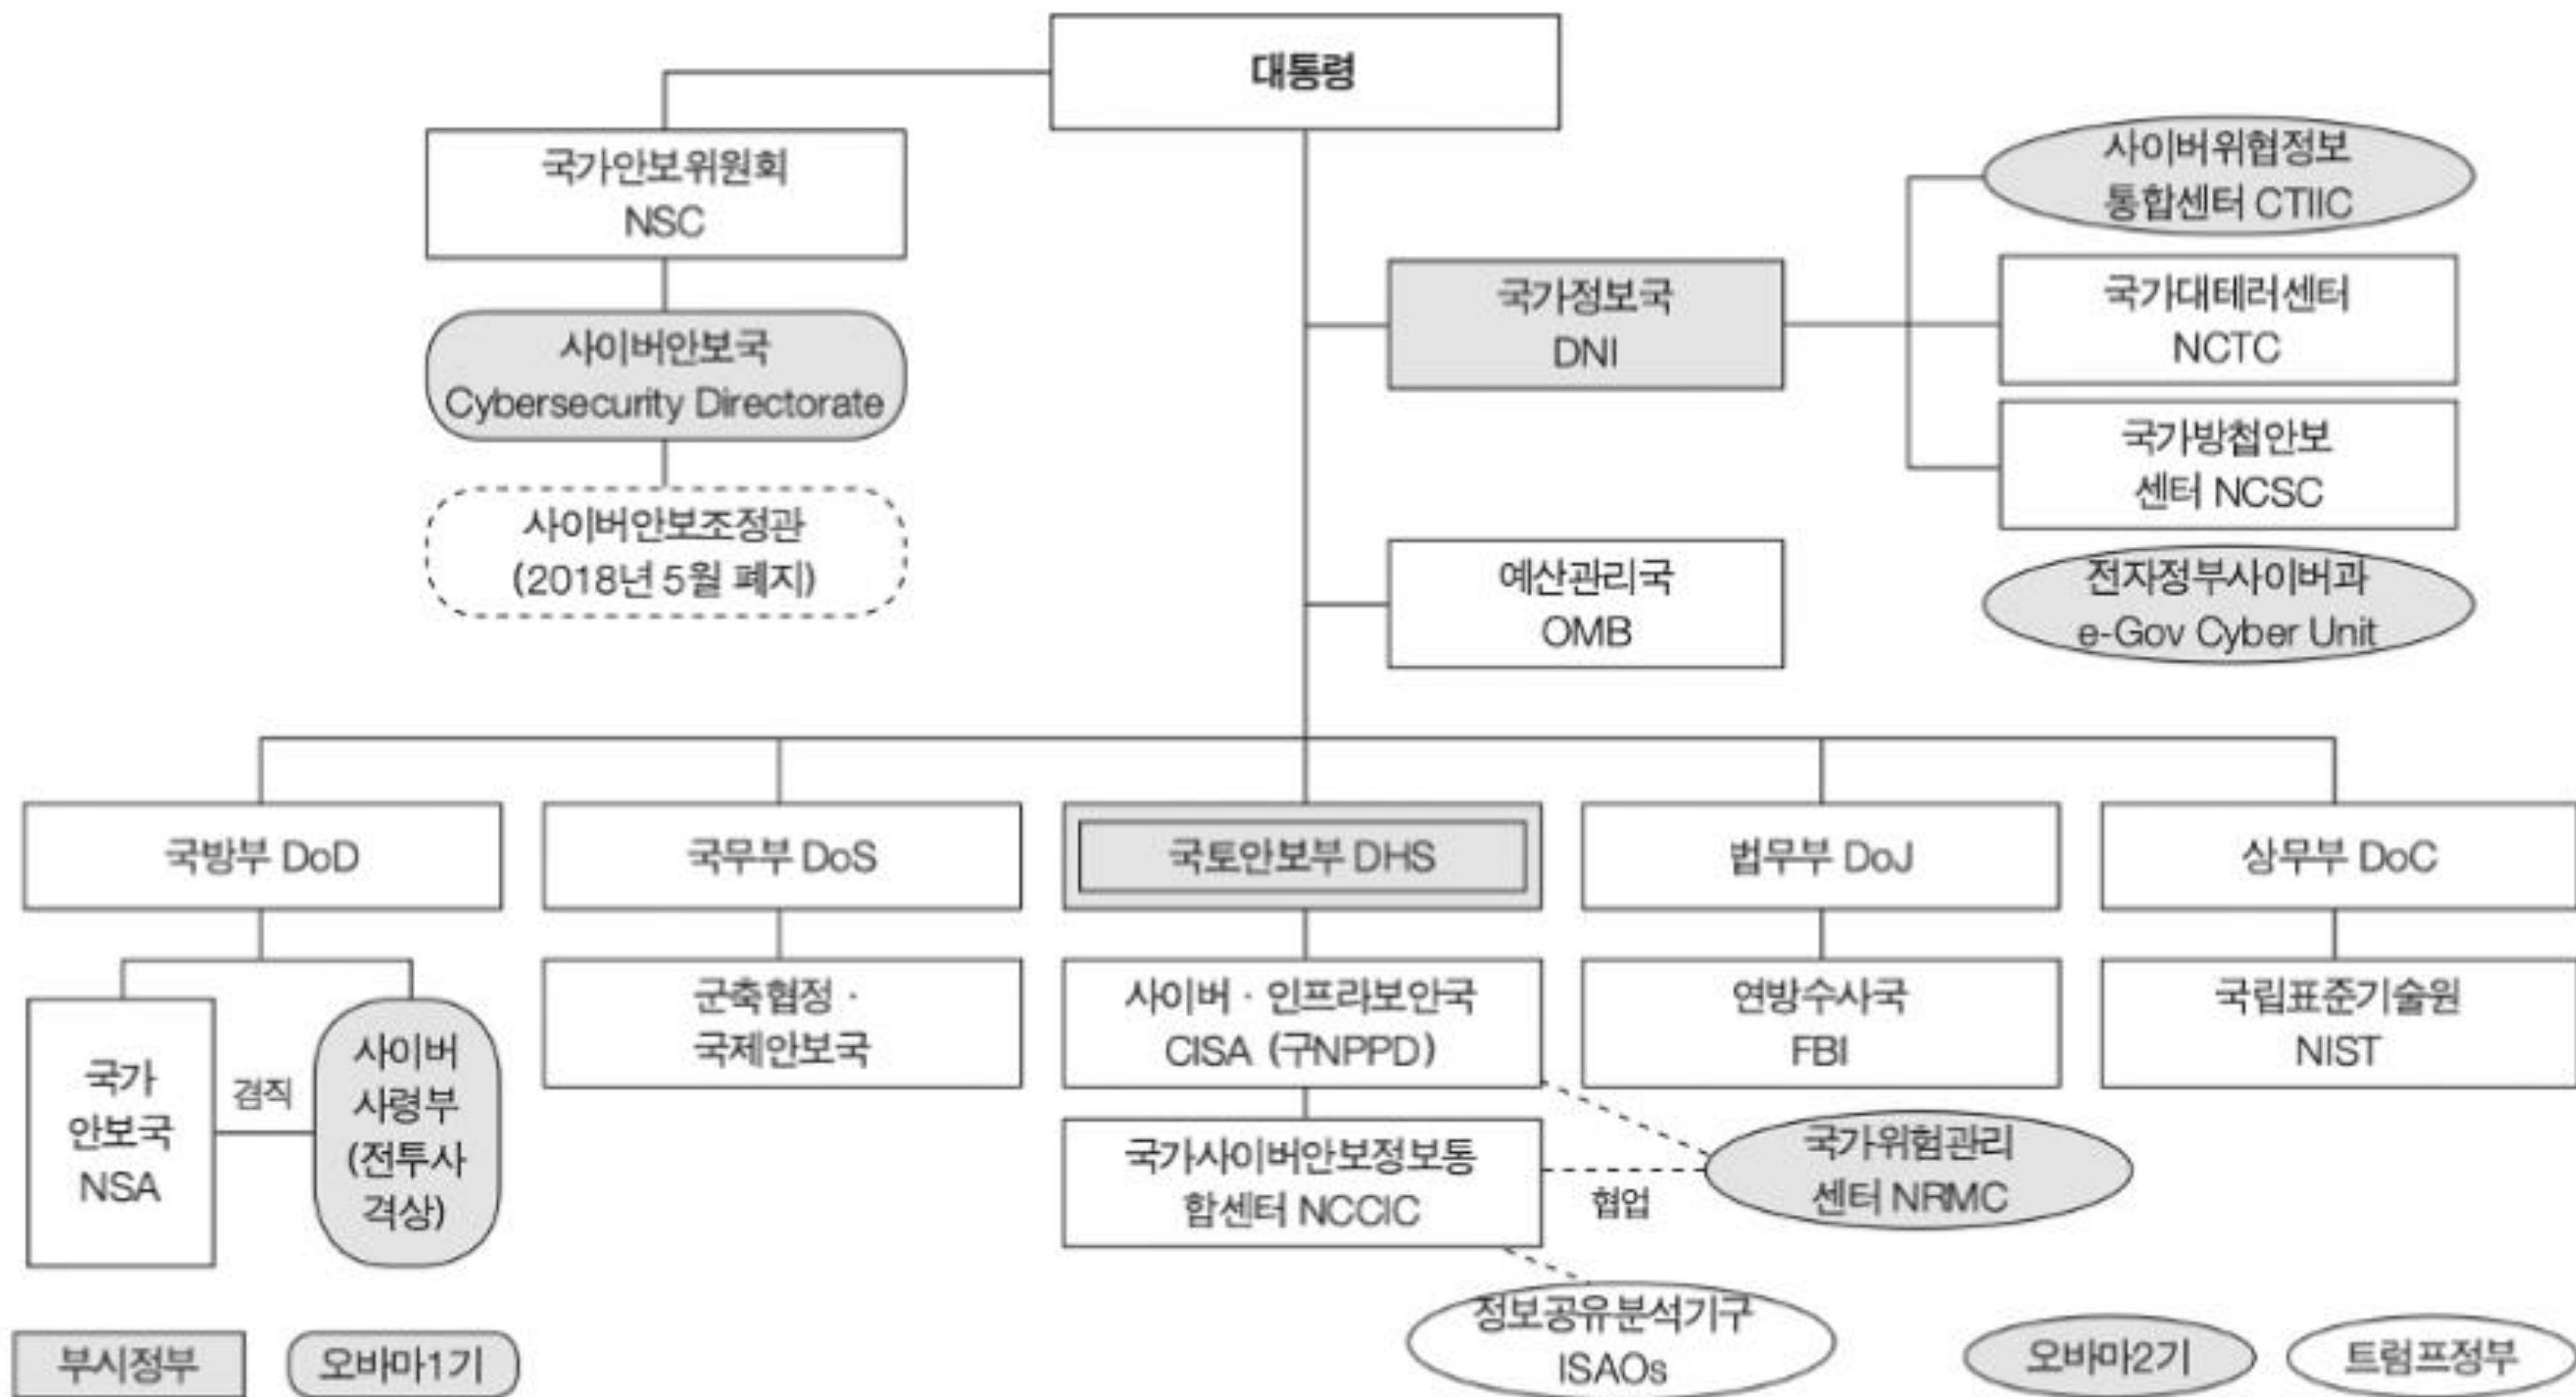 대통령
국가안보위원회
NSC
사이버안보국
Cybersecurity Directorate
사이버안보조정관
(2018년 5월 폐지)
국가정보국
DNI
사이버위협정보
통합센터 CTIIC
국가대테러센터
NCTC
국가방첩안보
센터 NCSC
예산관리국
OMB
전자정부사이버과
e-Gov Cyber Unit
국방부 DoD
국무부 DoS
국토안보부 DHS
법무부 DoJ
상무부 DoC
국가
안보국
NSA
겸직
사이버
사령부
(전투사
격상)
군축협정 ·
국제안보국
사이버 · 인프라보안국
CISA (구NPPD)
연방수사국
FBI
국립표준기술원
NIST
국가사이버안보정보통
합센터 NCCIC
협업
국가위험관리
센터 NRMC
정보공유분석기구
ISAOs
부시정부
오바마1기
오바마2기
트럼프정부